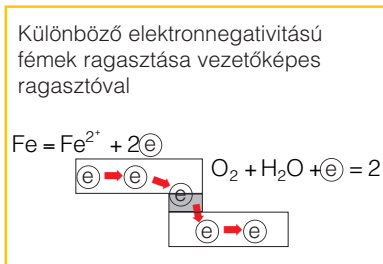 Különböző elektronnegativitású
fémek ragasztása vezetőképes
ragasztóval
Fe = Fe²⁺ + 2e
O₂ + H₂O + e = 2
e e
e
e e